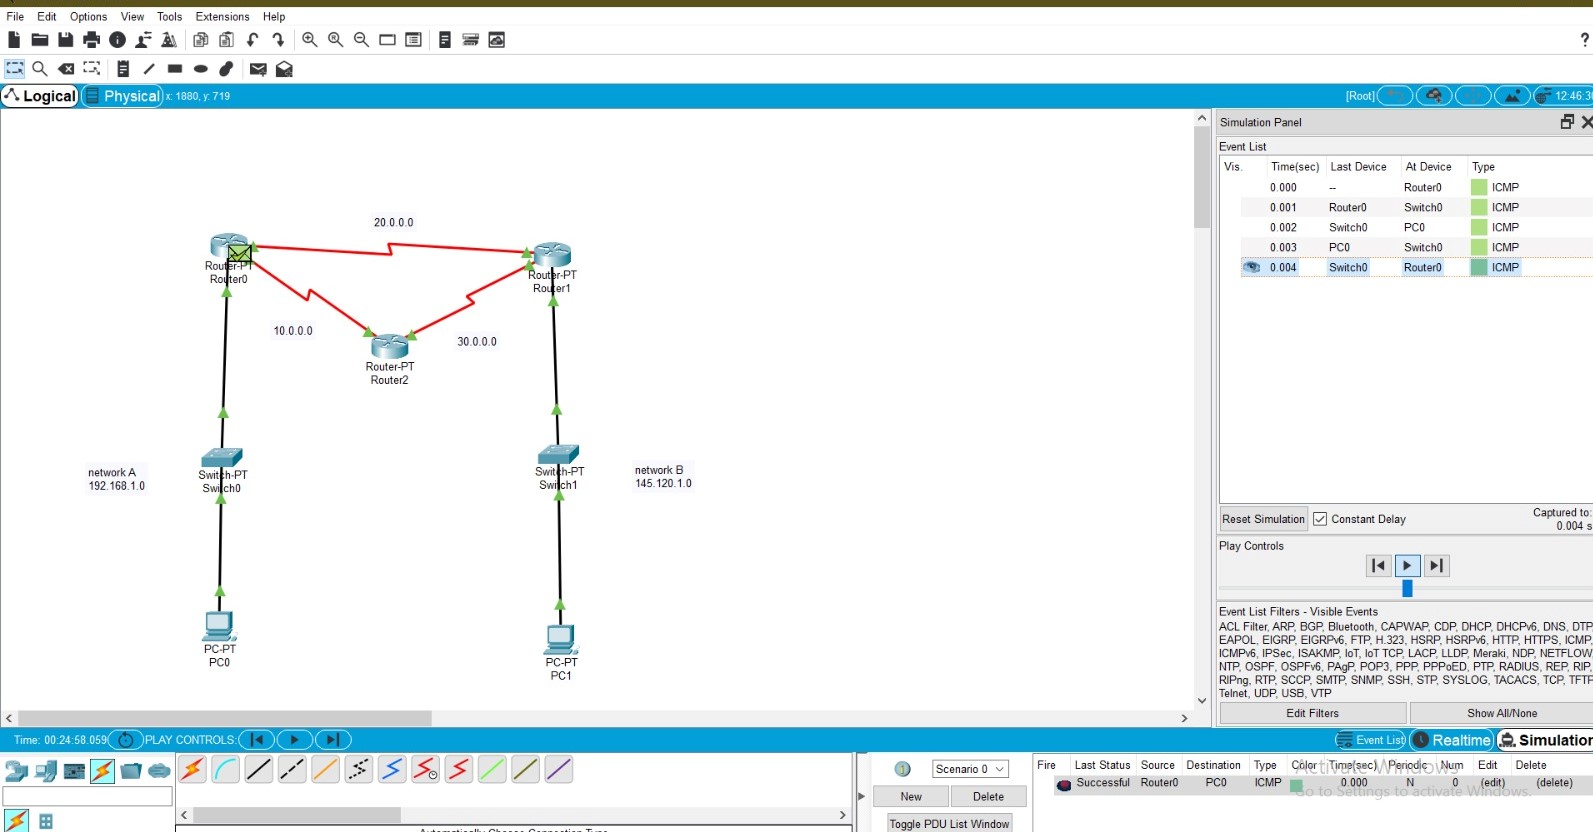 File Edit Options View Tools Extensions Help
?
Logical Physical x: 1880, y: 719 [Root] 12:46:30
Simulation Panel
Event List
Vis. Time(sec) Last Device At Device Type
0.000 -- Router0 ICMP
0.001 Router0 Switch0 ICMP
0.002 Switch0 PC0 ICMP
0.003 PC0 Switch0 ICMP
0.004 Switch0 Router0 ICMP
20.0.0.0
Router-PT
Router0
Router-PT
Router1
10.0.0.0
30.0.0.0
Router-PT
Router2
network A
192.168.1.0
Switch-PT
Switch0
Switch-PT
Switch1
network B
145.120.1.0
PC-PT
PC0
PC-PT
PC1
Reset Simulation Constant Delay Captured to:
0.004 s
Play Controls
Event List Filters - Visible Events
ACL Filter, ARP, BGP, Bluetooth, CAPWAP, CDP, DHCP, DHCPv6, DNS, DTP,
EAPOL, EIGRP, EIGRPv6, FTP, H.323, HSRP, HSRPv6, HTTP, HTTPS, ICMP,
ICMPv6, IPSec, ISAKMP, IoT, IoT TCP, LACP, LLDP, Meraki, NDP, NETFLOW,
NTP, OSPF, OSPFv6, PAgP, POP3, PPP, PPPoED, PTP, RADIUS, REP, RIP,
RIPng, RTP, SCCP, SMTP, SNMP, SSH, STP, SYSLOG, TACACS, TCP, TFTP,
Telnet, UDP, USB, VTP
Edit Filters Show All/None
Time: 00:24:58.059 PLAY CONTROLS: Event List Realtime Simulation
Scenario 0
New Delete
Toggle PDU List Window
Fire Last Status Source Destination Type Color Time(sec) Periodic Num Edit Delete
Successful Router0 PC0 ICMP 0.000 N 0 (edit) (delete)
Activate Windows
Go to Settings to activate Windows.
Automatically Choose Connection Type